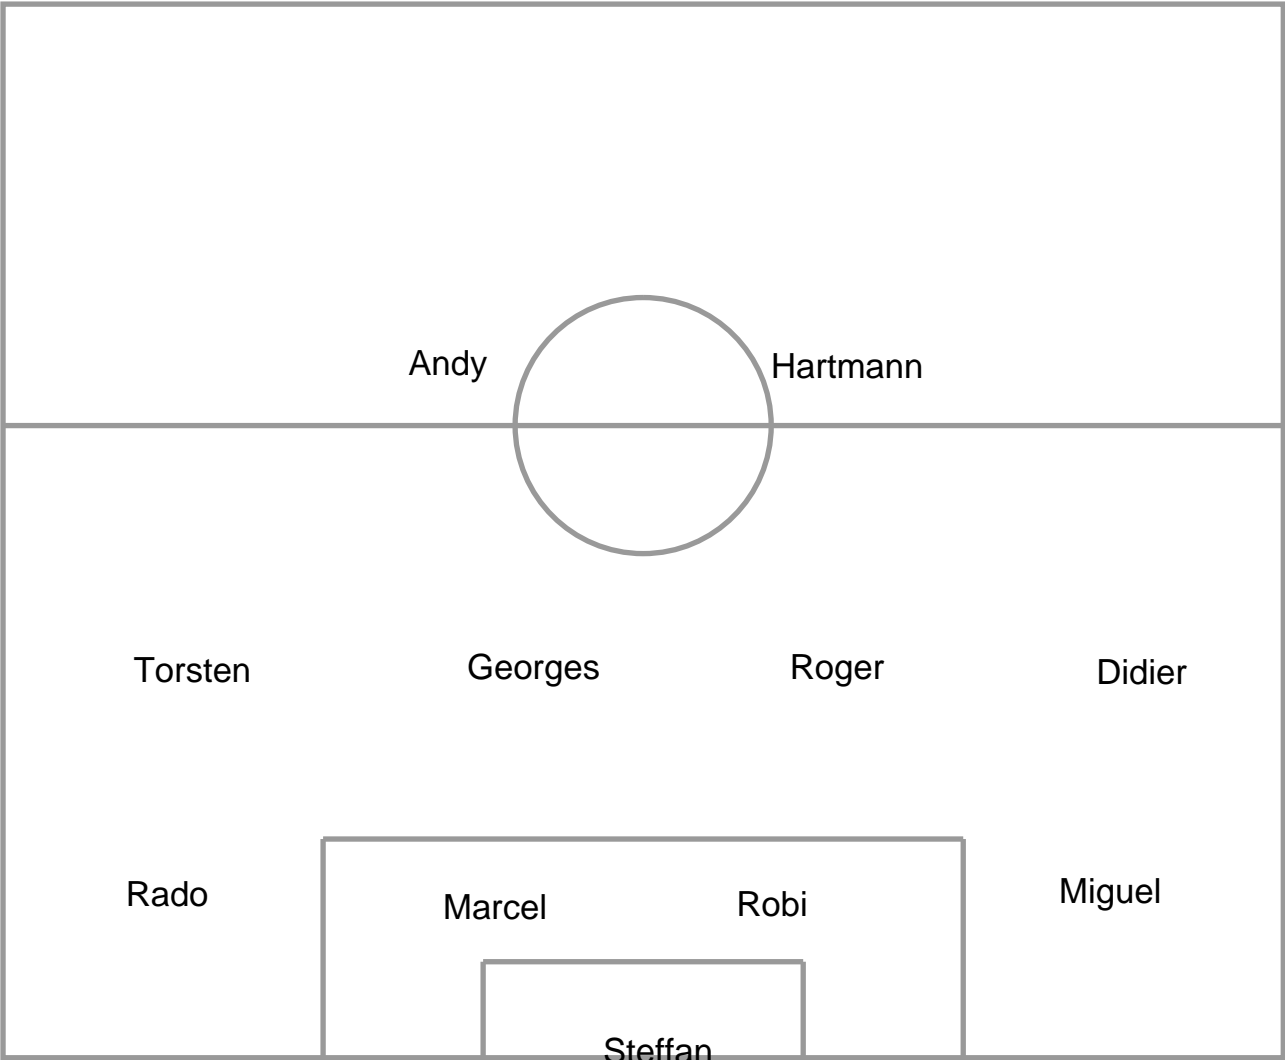 Andy
Hartmann
Torsten
Georges
Roger
Didier
Rado
Marcel
Robi
Miguel
Steffan